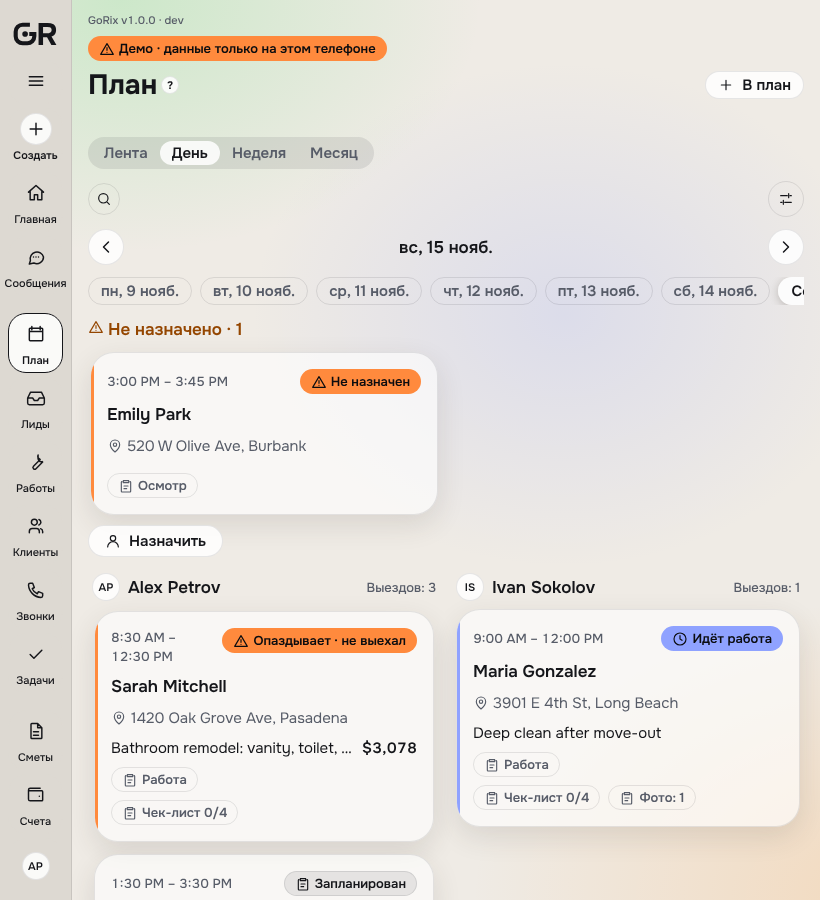 GR
GoRix v1.0.0 · dev
Демо · данные только на этом телефоне
План ?
В план
Создать
Главная
Сообщения
План
Лиды
Работы
Клиенты
Звонки
Задачи
Сметы
Счета
AP
Лента День Неделя Месяц
вс, 15 нояб.
пн, 9 нояб. вт, 10 нояб. ср, 11 нояб. чт, 12 нояб. пт, 13 нояб. сб, 14 нояб.
Не назначено · 1
3:00 PM – 3:45 PM Не назначен
Emily Park
520 W Olive Ave, Burbank
Осмотр
Назначить
AP Alex Petrov Выездов: 3
8:30 AM –
12:30 PM
Опаздывает · не выехал
Sarah Mitchell
1420 Oak Grove Ave, Pasadena
Bathroom remodel: vanity, toilet, ... $3,078
Работа
Чек-лист 0/4
1:30 PM – 3:30 PM Запланирован
IS Ivan Sokolov Выездов: 1
9:00 AM – 12:00 PM Идёт работа
Maria Gonzalez
3901 E 4th St, Long Beach
Deep clean after move-out
Работа
Чек-лист 0/4 Фото: 1